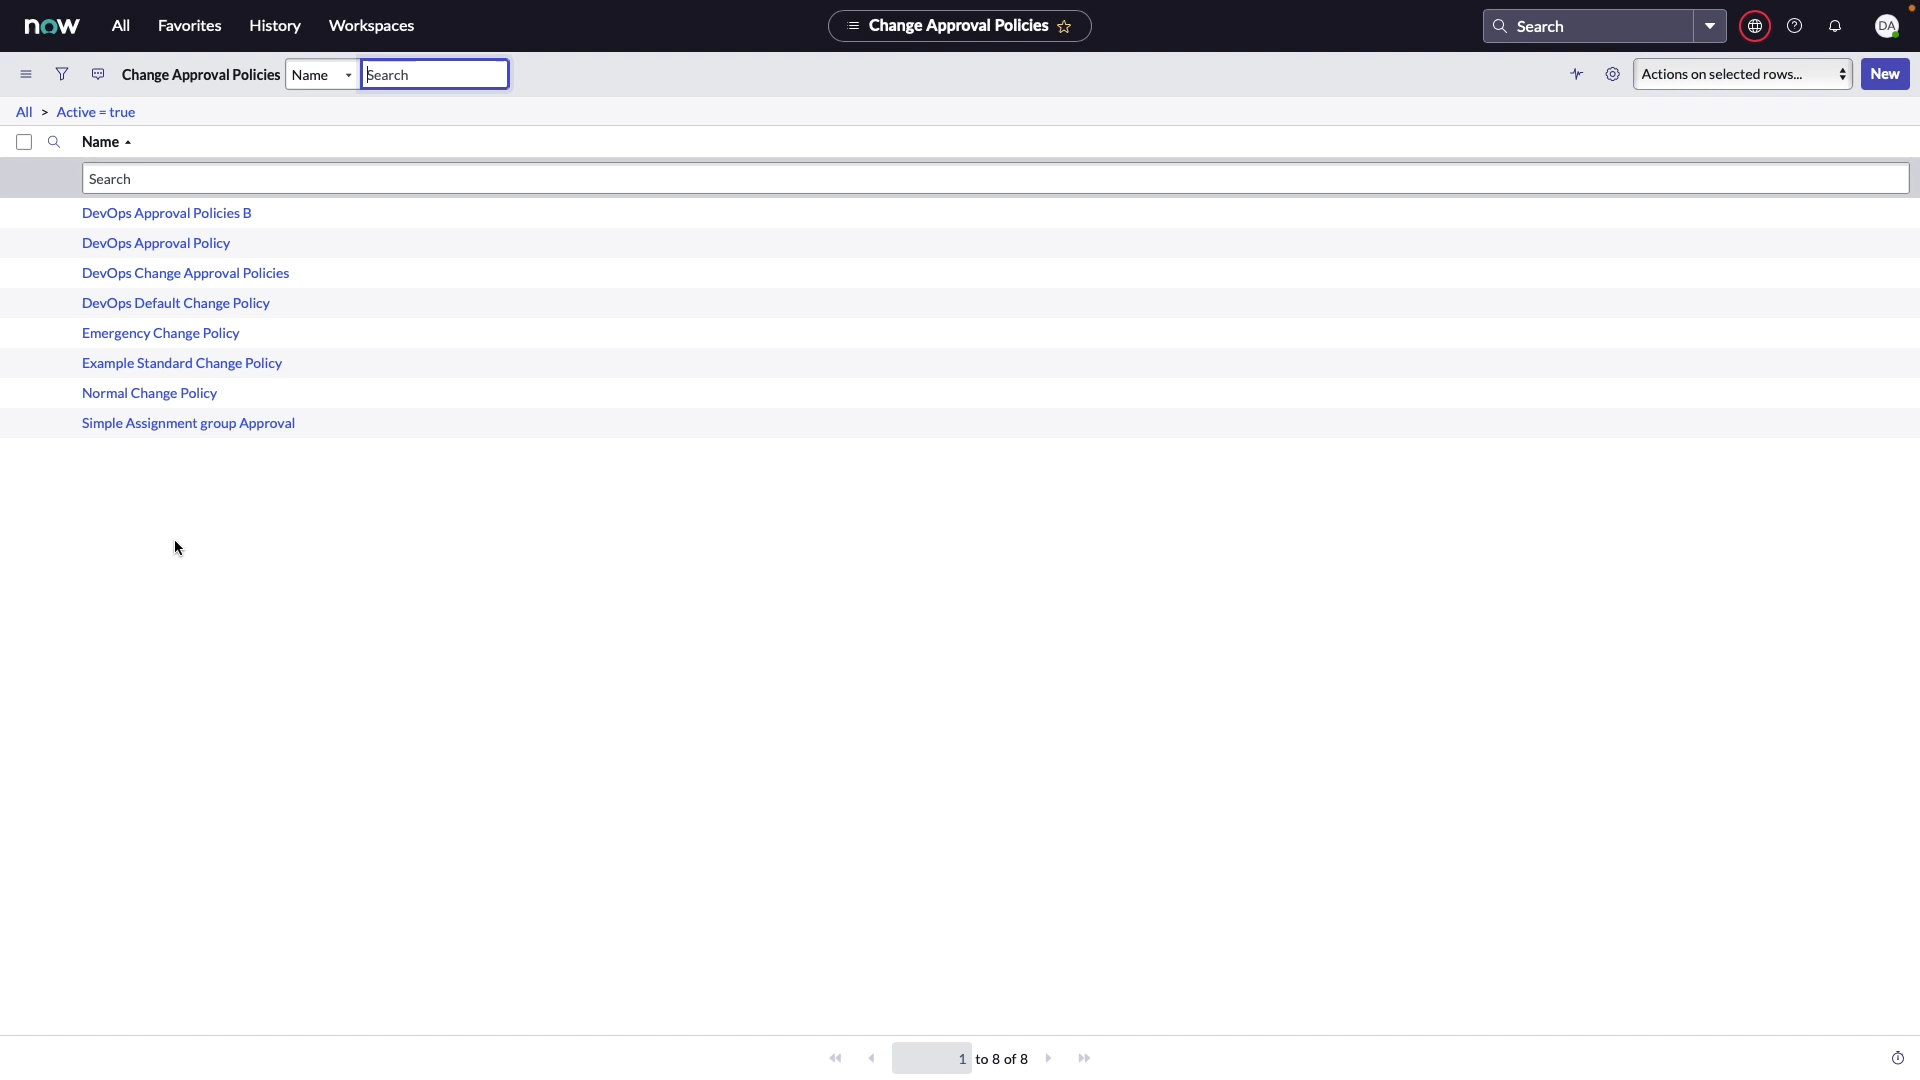 now All Favorites History Workspaces Change Approval Policies Search DA
Change Approval Policies Name Search Actions on selected rows... New
All > Active = true
Name
Search
DevOps Approval Policies B
DevOps Approval Policy
DevOps Change Approval Policies
DevOps Default Change Policy
Emergency Change Policy
Example Standard Change Policy
Normal Change Policy
Simple Assignment group Approval
1 to 8 of 8